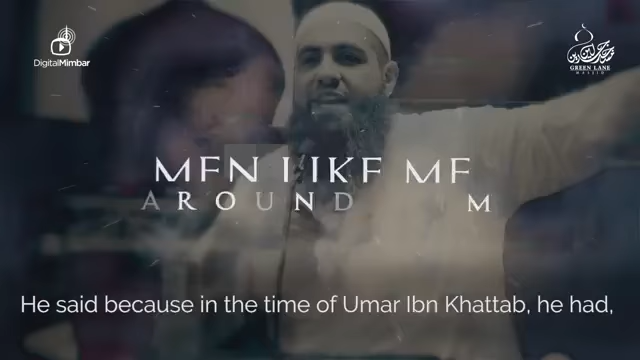 DigitalMimbar
GREEN LANE
MASJID
MEN LIKE ME
AROUND M
He said because in the time of Umar Ibn Khattab, he had,